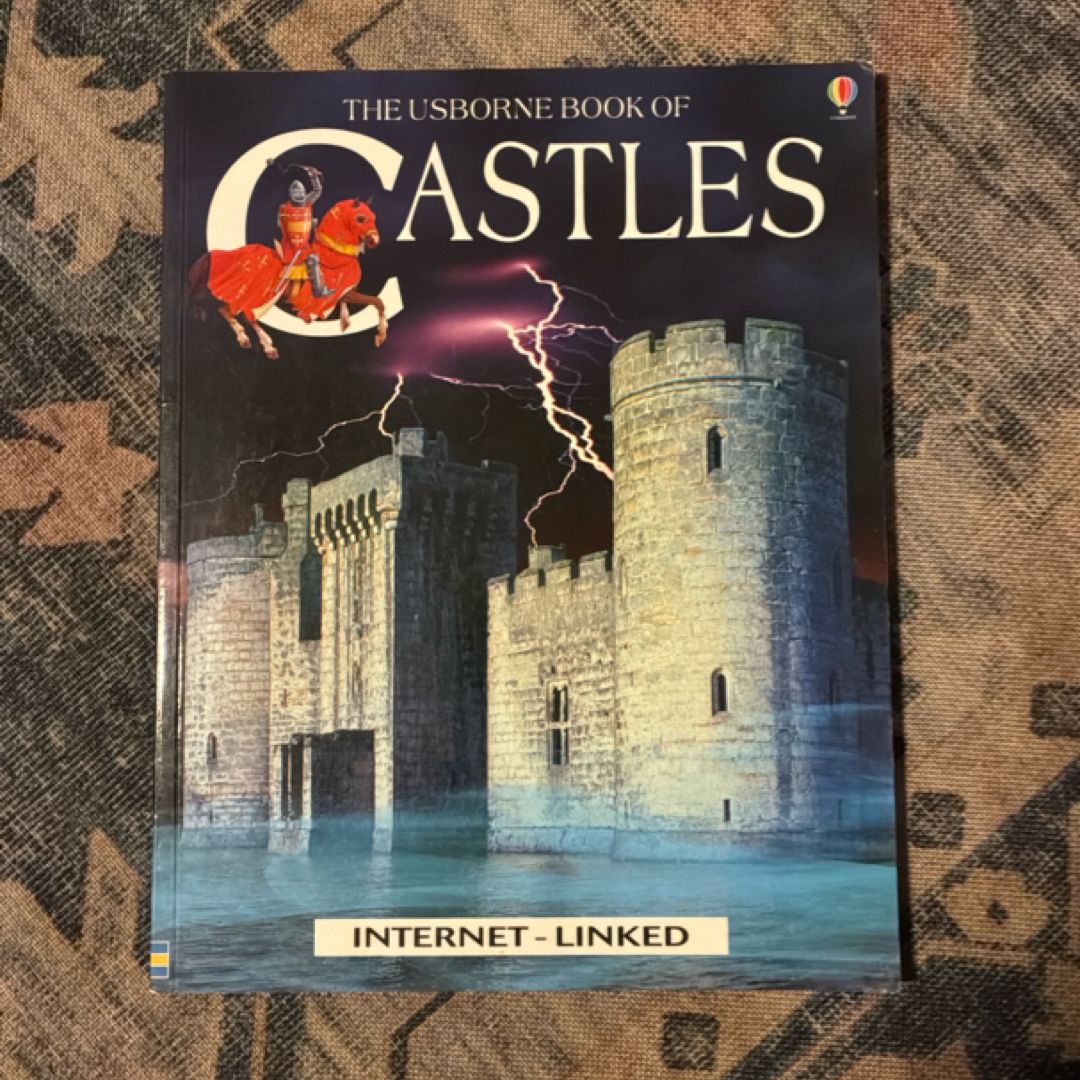 THE USBORNE BOOK OF
CASTLES
INTERNET - LINKED